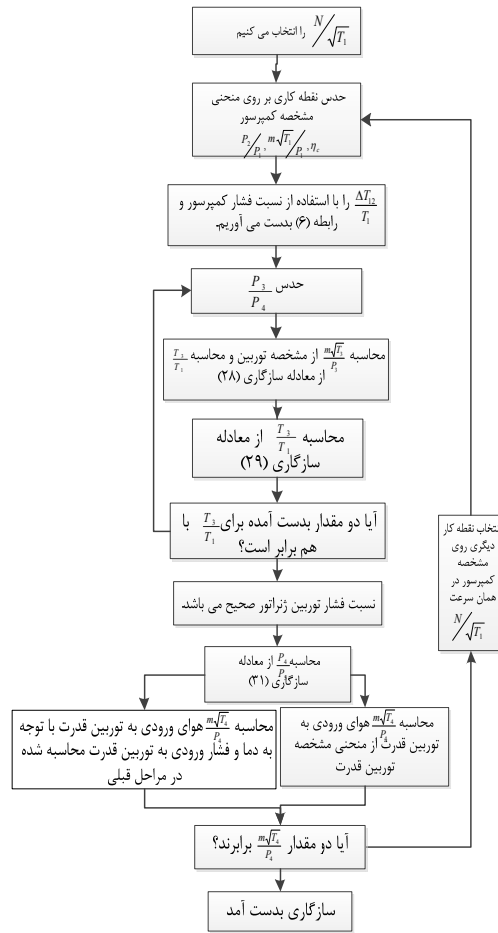 N/√T₁ را انتخاب می کنیم
حدس نقطه کاری بر روی منحنی
مشخصه کمپرسور
P₂/P₁ , m√T₁/P₁ , η_c
ΔT₁₂/T₁ را با استفاده از نسبت فشار کمپرسور و
رابطه (۶) بدست می آوریم.
حدس P₃/P₄
محاسبه m√T₃/P₃ از مشخصه توربین و محاسبه T₃/T₁
از معادله سازگاری (۲۸)
محاسبه T₃/T₁ از معادله
سازگاری (۲۹)
آیا دو مقدار بدست آمده برای T₃/T₁ با
هم برابر است؟
نسبت فشار توربین ژنراتور صحیح می باشد.
محاسبه P₄/P از معادله
سازگاری (۳۱)
محاسبه m√T₄/P₄ هوای ورودی به توربین قدرت با توجه
به دما و فشار ورودی به توربین قدرت محاسبه شده
در مراحل قبلی
محاسبه m√T₄/P₄ هوای ورودی به
توربین قدرت از منحنی مشخصه
توربین قدرت
آیا دو مقدار m√T₄/P₄ برابرند؟
سازگاری بدست آمد
نتخاب نقطه کار
دیگری روی
مشخصه
کمپرسور در
همان سرعت
N/√T₁